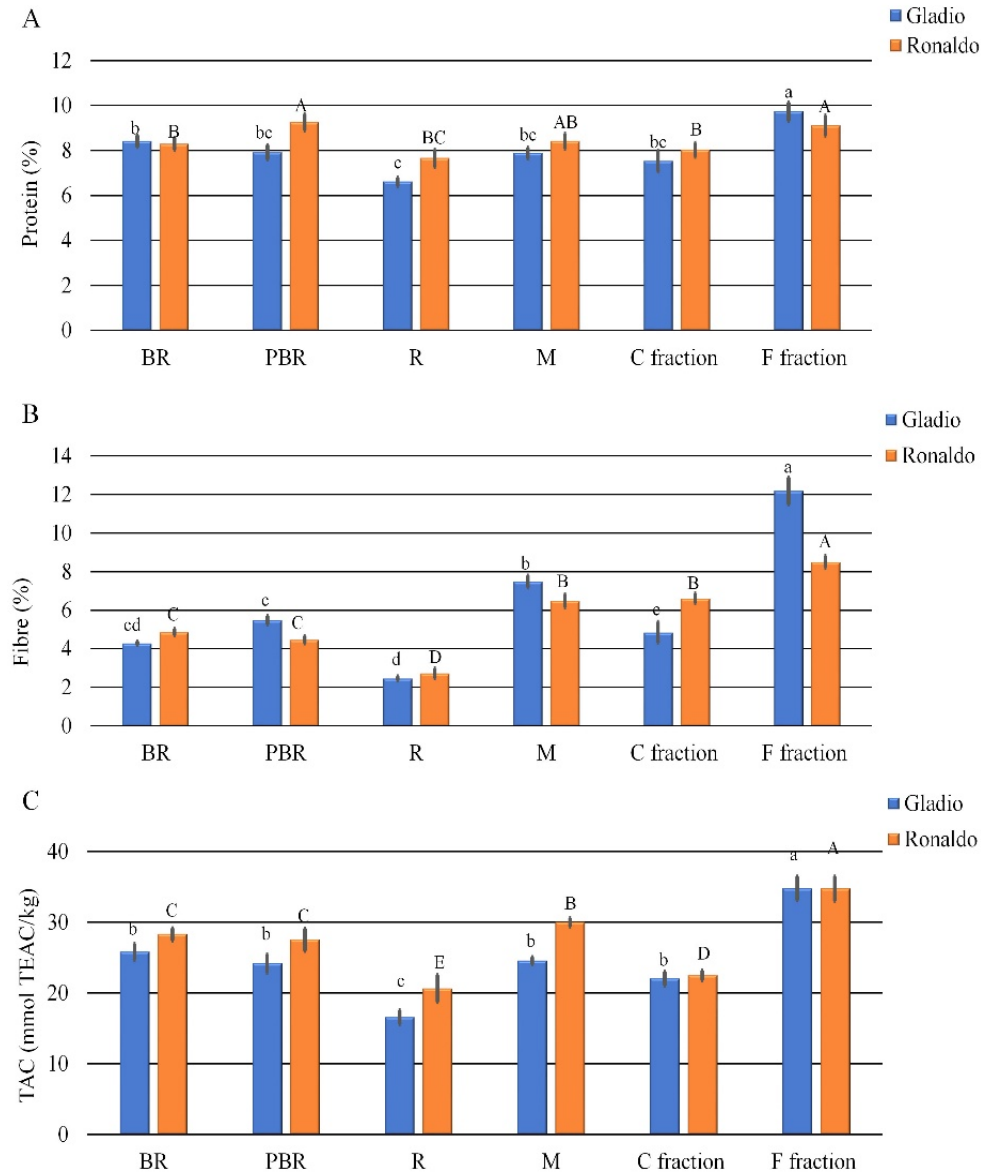 A
Gladio
Ronaldo
Protein (%)
12
10
8
6
4
2
0
b B bc A c BC bc AB bc B a A
BR PBR R M C fraction F fraction
B
Gladio
Ronaldo
Fibre (%)
14
12
10
8
6
4
2
0
cd C c C d D b B c B a A
BR PBR R M C fraction F fraction
C
Gladio
Ronaldo
TAC (mmol TEAC/kg)
40
30
20
10
0
b C b C c E b B b D a A
BR PBR R M C fraction F fraction